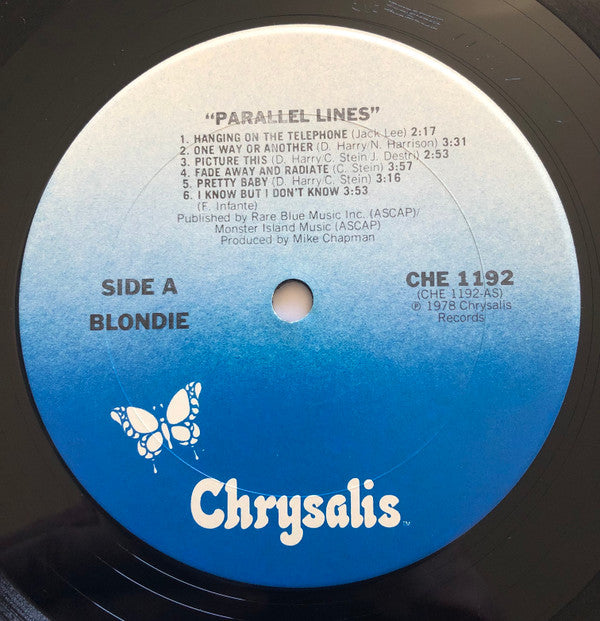 "PARALLEL LINES"
1. HANGING ON THE TELEPHONE (Jack Lee) 2:17
2. ONE WAY OR ANOTHER (D. Harry N. Harrison) 3:31
3. PICTURE THIS (D. Harry C. Stein J. Destri) 2:53
4. FADE AWAY AND RADIATE (C. Stein) 3:57
5. PRETTY BABY (D. Harry C. Stein) 3:16
6. I KNOW BUT I DON'T KNOW 3:53
(F. Infante)
Published by Rare Blue Music Inc. (ASCAP)/
Monster Island Music (ASCAP)
Produced by Mike Chapman
SIDE A
BLONDIE
CHE 1192
(CHE 1192-AS)
℗ 1978 Chrysalis
Records
Chrysalis™